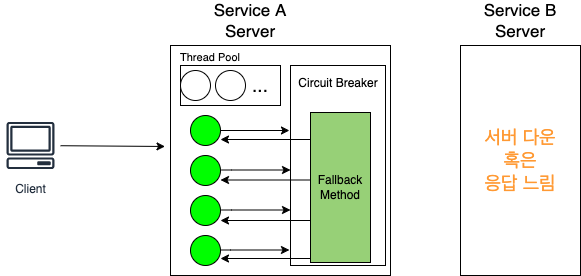 Service A
Server
Service B
Server
Thread Pool
...
Circuit Breaker
Client
Fallback
Method
서버 다운
혹은
응답 느림